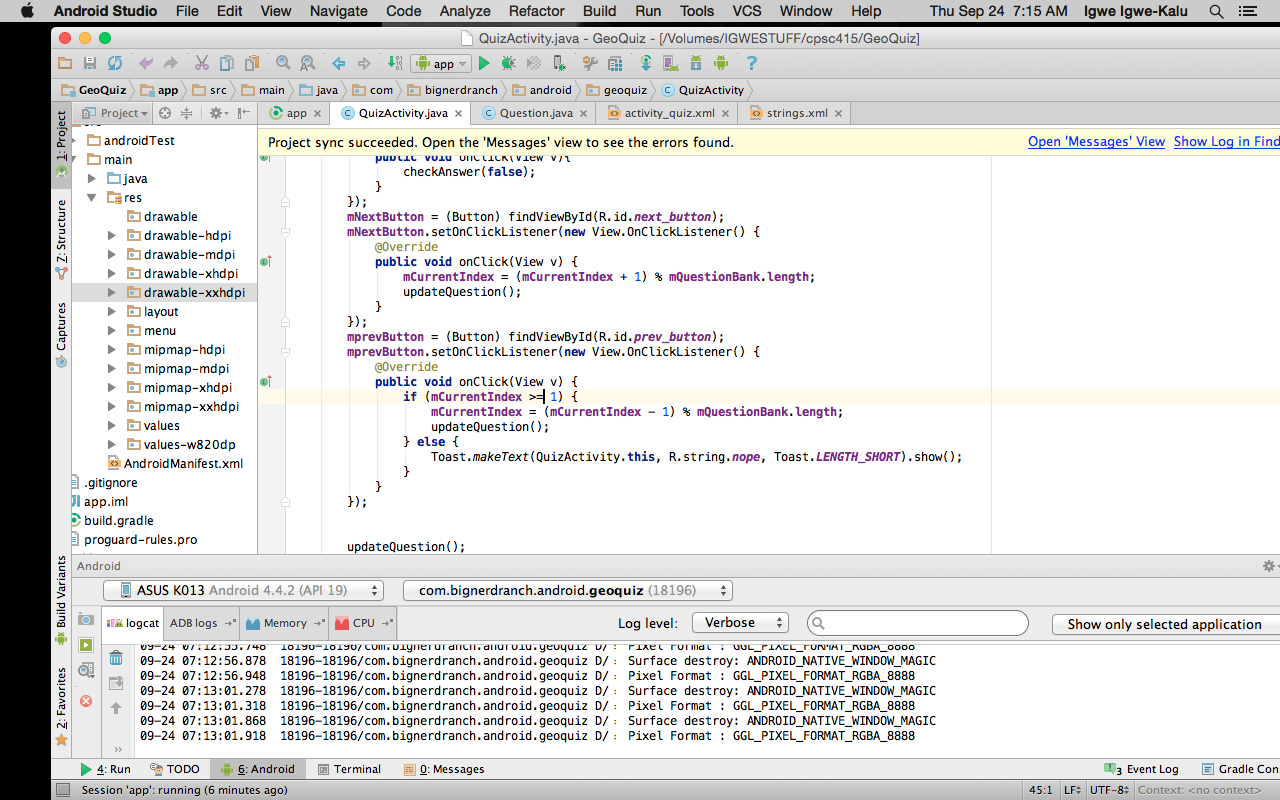 Android Studio File Edit View Navigate Code Analyze Refactor Build Run Tools VCS Window Help Thu Sep 24 7:15 AM Igwe Igwe-Kalu
QuizActivity.java - GeoQuiz - [/Volumes/IGWESTUFF/cpsc415/GeoQuiz]
app
GeoQuiz app src main java com bignerdranch android geoquiz QuizActivity
1: Project
Z: Structure
Captures
Build Variants
2: Favorites
Project
app QuizActivity.java Question.java activity_quiz.xml strings.xml
Project sync succeeded. Open the 'Messages' view to see the errors found. Open 'Messages' View Show Log in Find
androidTest
main
java
res
drawable
drawable-hdpi
drawable-mdpi
drawable-xhdpi
drawable-xxhdpi
layout
menu
mipmap-hdpi
mipmap-mdpi
mipmap-xhdpi
mipmap-xxhdpi
values
values-w820dp
AndroidManifest.xml
.gitignore
app.iml
build.gradle
proguard-rules.pro
public void onClick(View v){
checkAnswer(false);
}
});
mNextButton = (Button) findViewById(R.id.next_button);
mNextButton.setOnClickListener(new View.OnClickListener() {
@Override
public void onClick(View v) {
mCurrentIndex = (mCurrentIndex + 1) % mQuestionBank.length;
updateQuestion();
}
});
mprevButton = (Button) findViewById(R.id.prev_button);
mprevButton.setOnClickListener(new View.OnClickListener() {
@Override
public void onClick(View v) {
if (mCurrentIndex >= 1) {
mCurrentIndex = (mCurrentIndex - 1) % mQuestionBank.length;
updateQuestion();
} else {
Toast.makeText(QuizActivity.this, R.string.nope, Toast.LENGTH_SHORT).show();
}
}
});
updateQuestion();
Android
ASUS K013 Android 4.4.2 (API 19) com.bignerdranch.android.geoquiz (18196)
logcat ADB logs Memory CPU Log level: Verbose Show only selected application
09-24 07:12:55.748 18196-18196/com.bignerdranch.android.geoquiz D/﹕ Pixel Format : GGL_PIXEL_FORMAT_RGBA_8888
09-24 07:12:56.878 18196-18196/com.bignerdranch.android.geoquiz D/﹕ Surface destroy: ANDROID_NATIVE_WINDOW_MAGIC
09-24 07:12:56.948 18196-18196/com.bignerdranch.android.geoquiz D/﹕ Pixel Format : GGL_PIXEL_FORMAT_RGBA_8888
09-24 07:13:01.278 18196-18196/com.bignerdranch.android.geoquiz D/﹕ Surface destroy: ANDROID_NATIVE_WINDOW_MAGIC
09-24 07:13:01.318 18196-18196/com.bignerdranch.android.geoquiz D/﹕ Pixel Format : GGL_PIXEL_FORMAT_RGBA_8888
09-24 07:13:01.868 18196-18196/com.bignerdranch.android.geoquiz D/﹕ Surface destroy: ANDROID_NATIVE_WINDOW_MAGIC
09-24 07:13:01.918 18196-18196/com.bignerdranch.android.geoquiz D/﹕ Pixel Format : GGL_PIXEL_FORMAT_RGBA_8888
4: Run TODO 6: Android Terminal 0: Messages 3 Event Log Gradle Con
Session 'app': running (6 minutes ago) 45:1 LF UTF-8 Context: <no context>